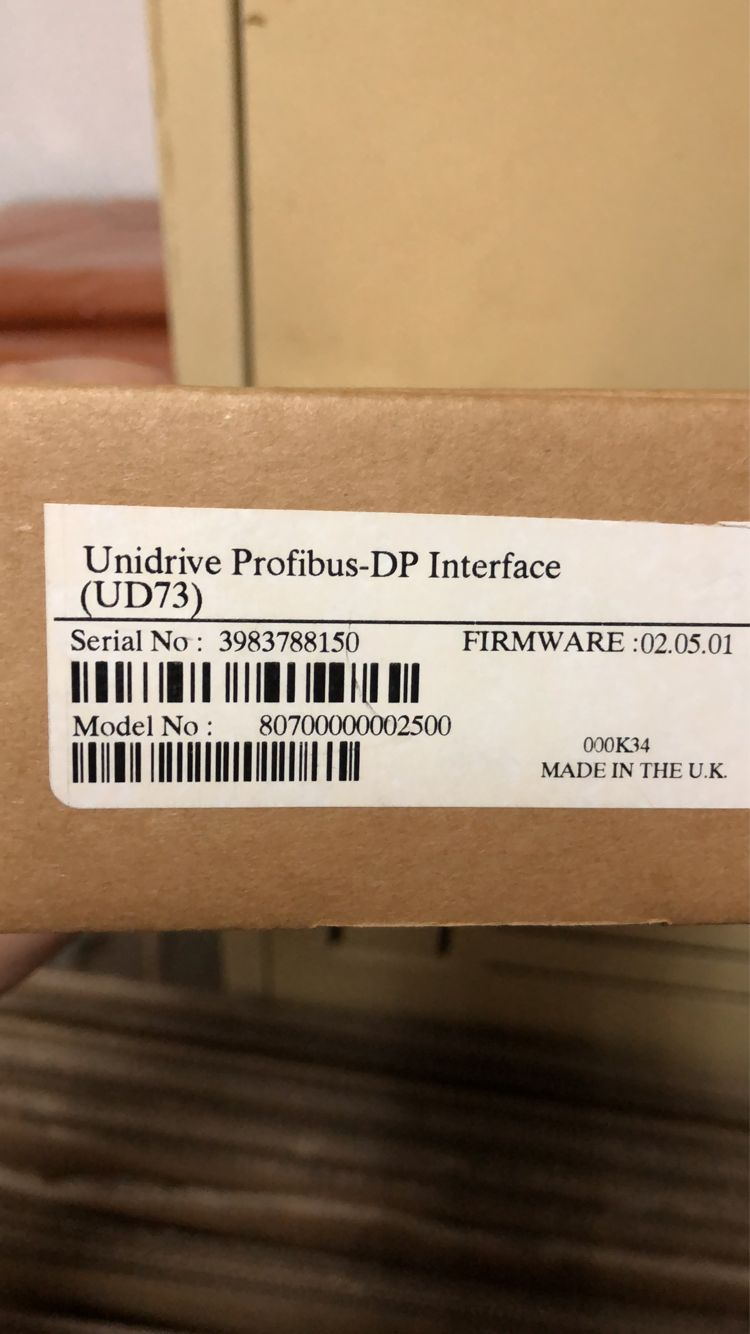 Unidrive Profibus-DP Interface
(UD73)
Serial No : 3983788150 FIRMWARE :02.05.01
Model No : 80700000002500
000K34
MADE IN THE U.K.